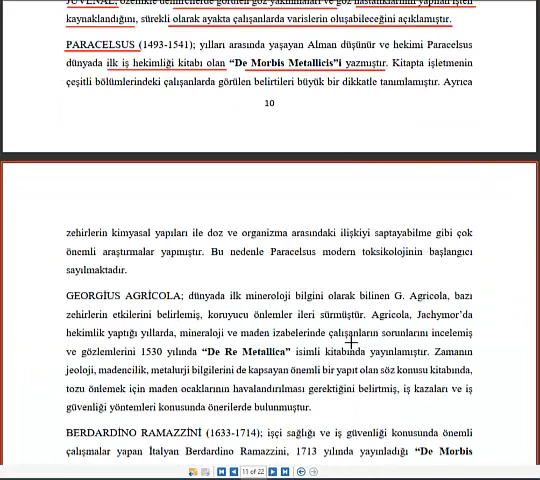 JUVENAL; özellikle demircilerde görülen göz yakınmaları ve göz hastalıklarının yapılan işten
kaynaklandığını, sürekli olarak ayakta çalışanlarda varislerin oluşabileceğini açıklamıştır.
PARACELSUS (1493-1541); yılları arasında yaşayan Alman düşünür ve hekimi Paracelsus
dünyada ilk iş hekimliği kitabı olan “De Morbis Metallicis”i yazmıştır. Kitapta işletmenin
çeşitli bölümlerindeki çalışanlarda görülen belirtileri büyük bir dikkatle tanımlamıştır. Ayrıca
10
zehirlerin kimyasal yapıları ile doz ve organizma arasındaki ilişkiyi saptayabilme gibi çok
önemli araştırmalar yapmıştır. Bu nedenle Paracelsus modern toksikolojinin başlangıcı
sayılmaktadır.
GEORGİUS AGRİCOLA; dünyada ilk mineroloji bilgini olarak bilinen G. Agricola, bazı
zehirlerin etkilerini belirlemiş, koruyucu önlemler ileri sürmüştür. Agricola, Jachymor’da
hekimlik yaptığı yıllarda, mineraloji ve maden izabelerinde çalışanların sorunlarını incelemiş
ve gözlemlerini 1530 yılında “De Re Metallica” isimli kitabında yayınlamıştır. Zamanın
jeoloji, madencilik, metalurji bilgilerini de kapsayan önemli bir yapıt olan söz konusu kitabında,
tozu önlemek için maden ocaklarının havalandırılması gerektiğini belirtmiş, iş kazaları ve iş
güvenliği yöntemleri konusunda önerilerde bulunmuştur.
BERDARDİNO RAMAZZİNİ (1633-1714); işçi sağlığı ve iş güvenliği konusunda önemli
çalışmalar yapan İtalyan Berdardino Ramazzini, 1713 yılında yayınladığı “De Morbis
11 of 22